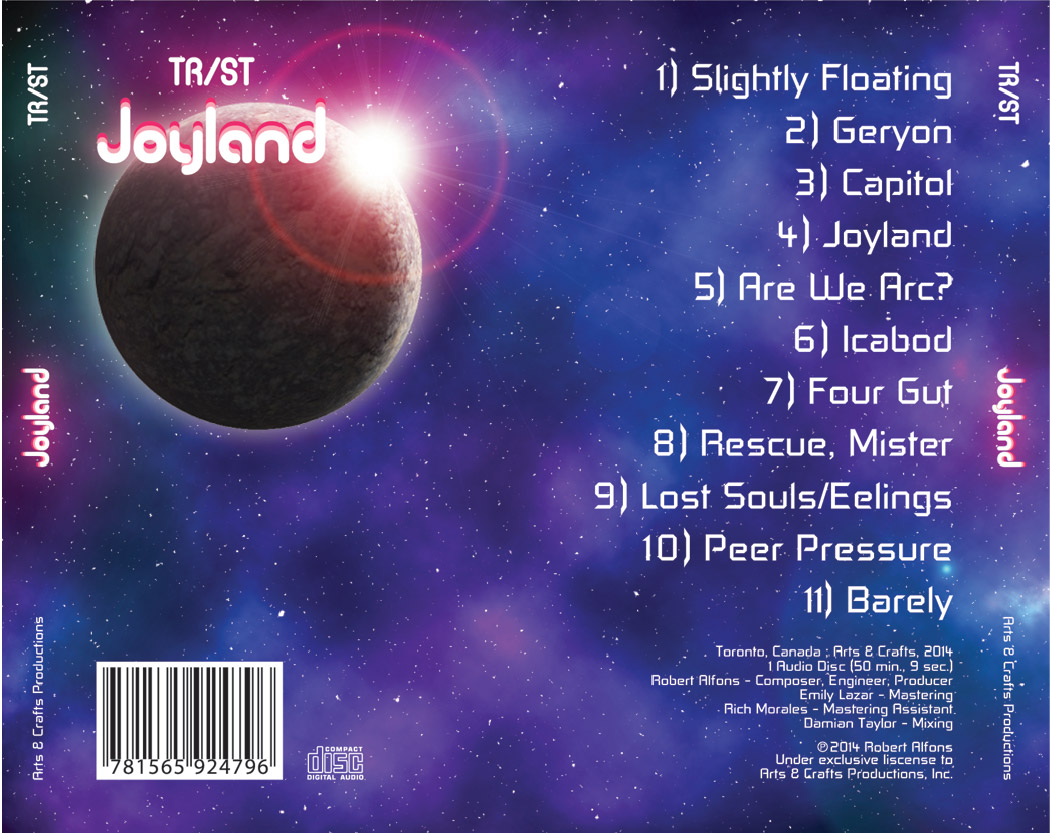 TR/ST
Joyland
Arts & Crafts Productions
TR/ST
Joyland
1) Slightly Floating
2) Geryon
3) Capitol
4) Joyland
5) Are We Arc?
6) Icabod
7) Four Gut
8) Rescue, Mister
9) Lost Souls/Eelings
10) Peer Pressure
11) Barely
Toronto, Canada : Arts & Crafts, 2014
1 Audio Disc (50 min., 9 sec.)
Robert Alfons - Composer, Engineer, Producer
Emily Lazar - Mastering
Rich Morales - Mastering Assistant
Damian Taylor - Mixing
℗2014 Robert Alfons
Under exclusive liscense to
Arts & Crafts Productions, Inc.
781565 924796
COMPACT
disc
DIGITAL AUDIO
TR/ST
Joyland
Arts & Crafts Productions